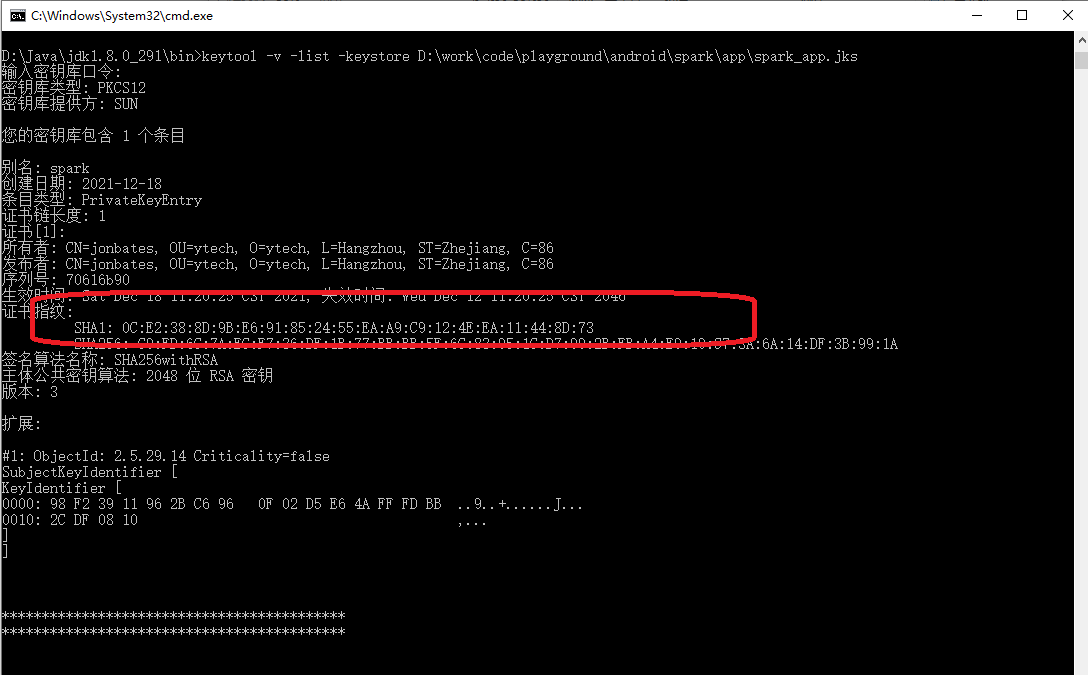 C:\Windows\System32\cmd.exe
D:\Java\jdk1.8.0_291\bin>keytool -v -list -keystore D:\work\code\playground\android\spark\app\spark_app.jks
输入密钥库口令:
密钥库类型: PKCS12
密钥库提供方: SUN
您的密钥库包含 1 个条目
别名: spark
创建日期: 2021-12-18
条目类型: PrivateKeyEntry
证书链长度: 1
证书[1]:
所有者: CN=jonbates, OU=ytech, O=ytech, L=Hangzhou, ST=Zhejiang, C=86
发布者: CN=jonbates, OU=ytech, O=ytech, L=Hangzhou, ST=Zhejiang, C=86
序列号: 70616b90
生效时间: Sat Dec 18 11:20:25 CST 2021, 失效时间: Wed Dec 12 11:20:25 CST 2046
证书指纹:
SHA1: 0C:E2:38:8D:9B:E6:91:85:24:55:EA:A9:C9:12:4E:EA:11:44:8D:73
SHA256: :6A:14:DF:3B:99:1A
签名算法名称: SHA256withRSA
主体公共密钥算法: 2048 位 RSA 密钥
版本: 3
扩展:
#1: ObjectId: 2.5.29.14 Criticality=false
SubjectKeyIdentifier [
KeyIdentifier [
0000: 98 F2 39 11 96 2B C6 96 0F 02 D5 E6 4A FF FD BB ..9..+......J...
0010: 2C DF 08 10 ,...
]
]
*******************************************
*******************************************